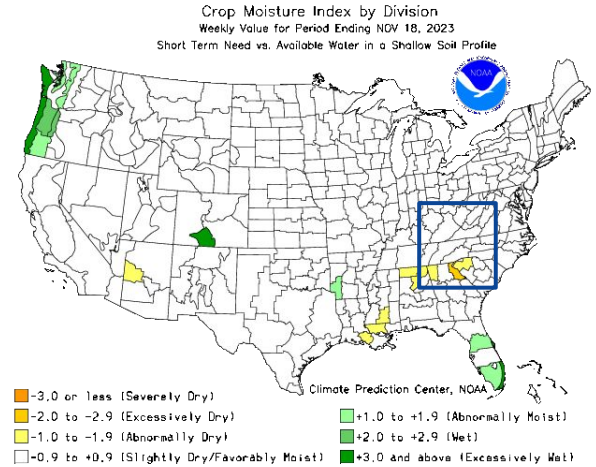 Crop Moisture Index by Division
Weekly Value for Period Ending NOV 18, 2023
Short Term Need vs. Available Water in a Shallow Soil Profile
NOAA
Climate Prediction Center, NOAA
-3.0 or less (Severely Dry)
-2.0 to -2.9 (Excessively Dry)
-1.0 to -1.9 (Abnormally Dry)
-0.9 to +0.9 (Slightly Dry/Favorably Moist)
+1.0 to +1.9 (Abnormally Moist)
+2.0 to +2.9 (Wet)
+3.0 and above (Excessively Wet)